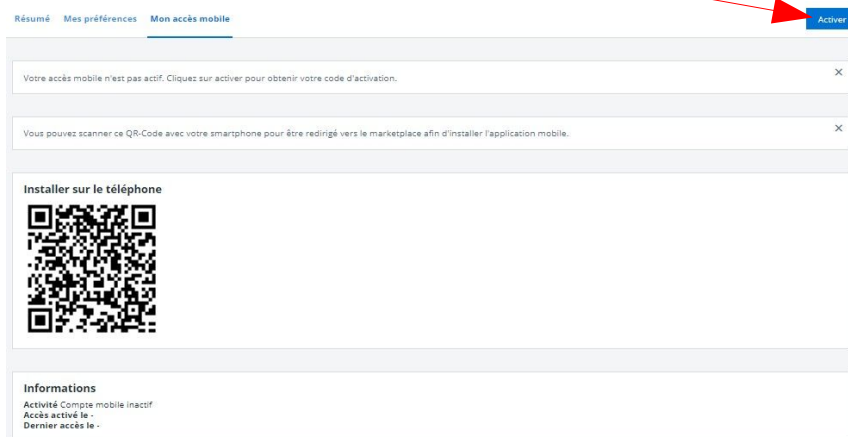 Résumé Mes préférences Mon accès mobile Activer
Votre accès mobile n'est pas actif. Cliquez sur activer pour obtenir votre code d'activation.
Vous pouvez scanner ce QR-Code avec votre smartphone pour être redirigé vers le marketplace afin d'installer l'application mobile.
Installer sur le téléphone
Informations
Activité Compte mobile inactif
Accès activé le -
Dernier accès le -